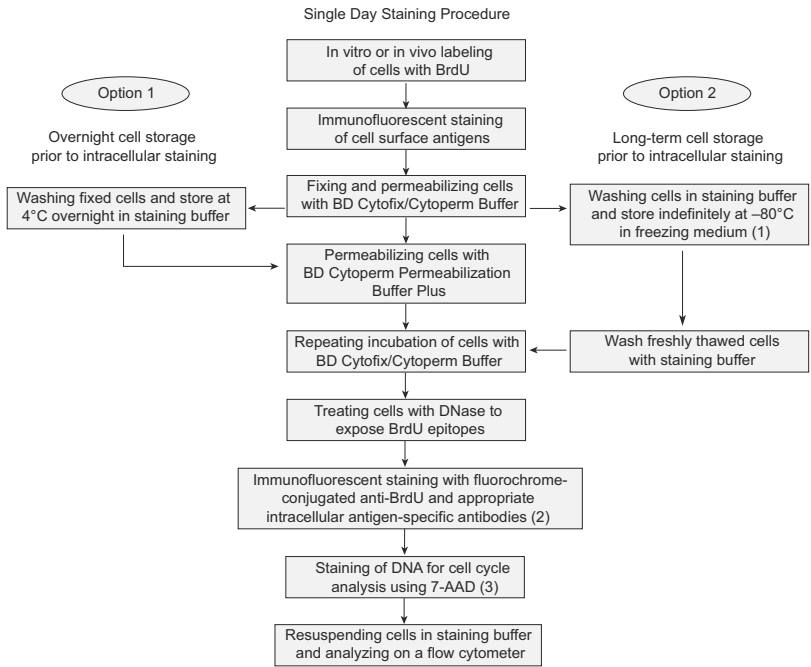 Single Day Staining Procedure
In vitro or in vivo labeling
of cells with BrdU
Option 1
Option 2
Immunofluorescent staining
of cell surface antigens
Overnight cell storage
prior to intracellular staining
Long-term cell storage
prior to intracellular staining
Fixing and permeabilizing cells
with BD Cytofix/Cytoperm Buffer
Washing fixed cells and store at
4°C overnight in staining buffer
Washing cells in staining buffer
and store indefinitely at –80°C
in freezing medium (1)
Permeabilizing cells with
BD Cytoperm Permeabilization
Buffer Plus
Repeating incubation of cells with
BD Cytofix/Cytoperm Buffer
Wash freshly thawed cells
with staining buffer
Treating cells with DNase to
expose BrdU epitopes
Immunofluorescent staining with fluorochrome-
conjugated anti-BrdU and appropriate
intracellular antigen-specific antibodies (2)
Staining of DNA for cell cycle
analysis using 7-AAD (3)
Resuspending cells in staining buffer
and analyzing on a flow cytometer